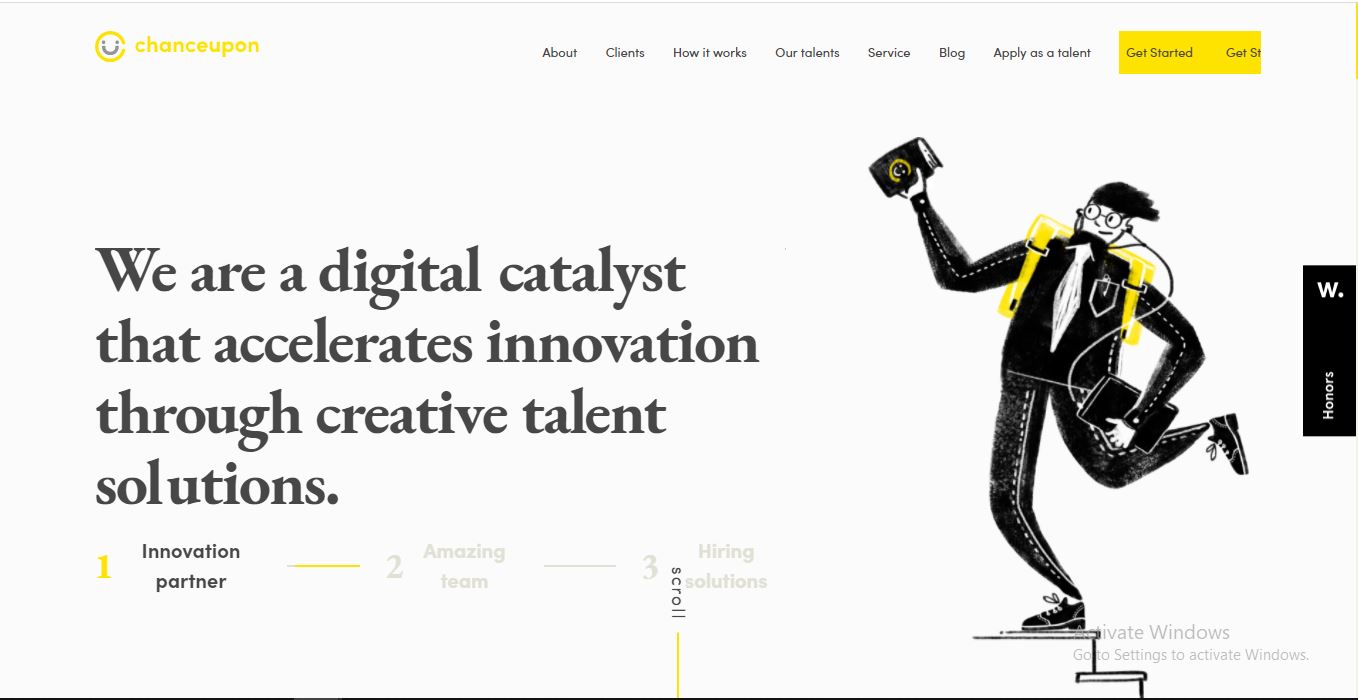 chanceupon
About Clients How it works Our talents Service Blog Apply as a talent Get Started Get St
We are a digital catalyst
that accelerates innovation
through creative talent
solutions.
1 Innovation partner
2 Amazing team
3 Hiring solutions
scroll
W.
Honors
Activate Windows
Go to Settings to activate Windows.